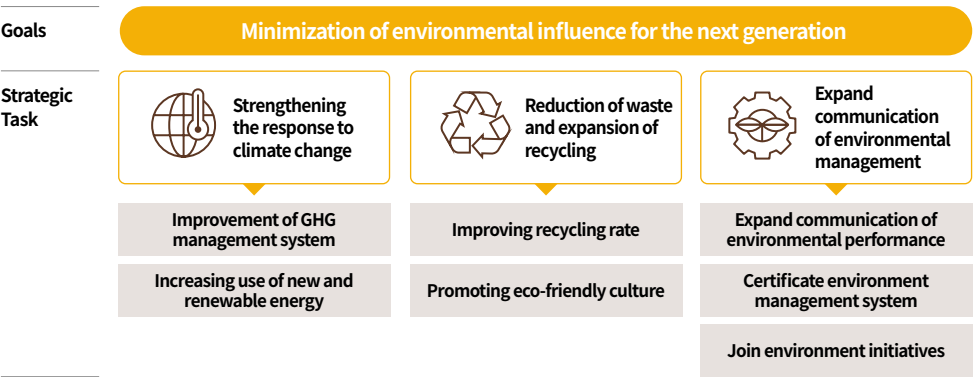 Goals
Minimization of environmental influence for the next generation
Strategic
Task
Strengthening
the response to
climate change
Reduction of waste
and expansion of
recycling
Expand
communication
of environmental
management
Improvement of GHG
management system
Improving recycling rate
Expand communication of
environmental performance
Increasing use of new and
renewable energy
Promoting eco-friendly culture
Certificate environment
management system
Join environment initiatives